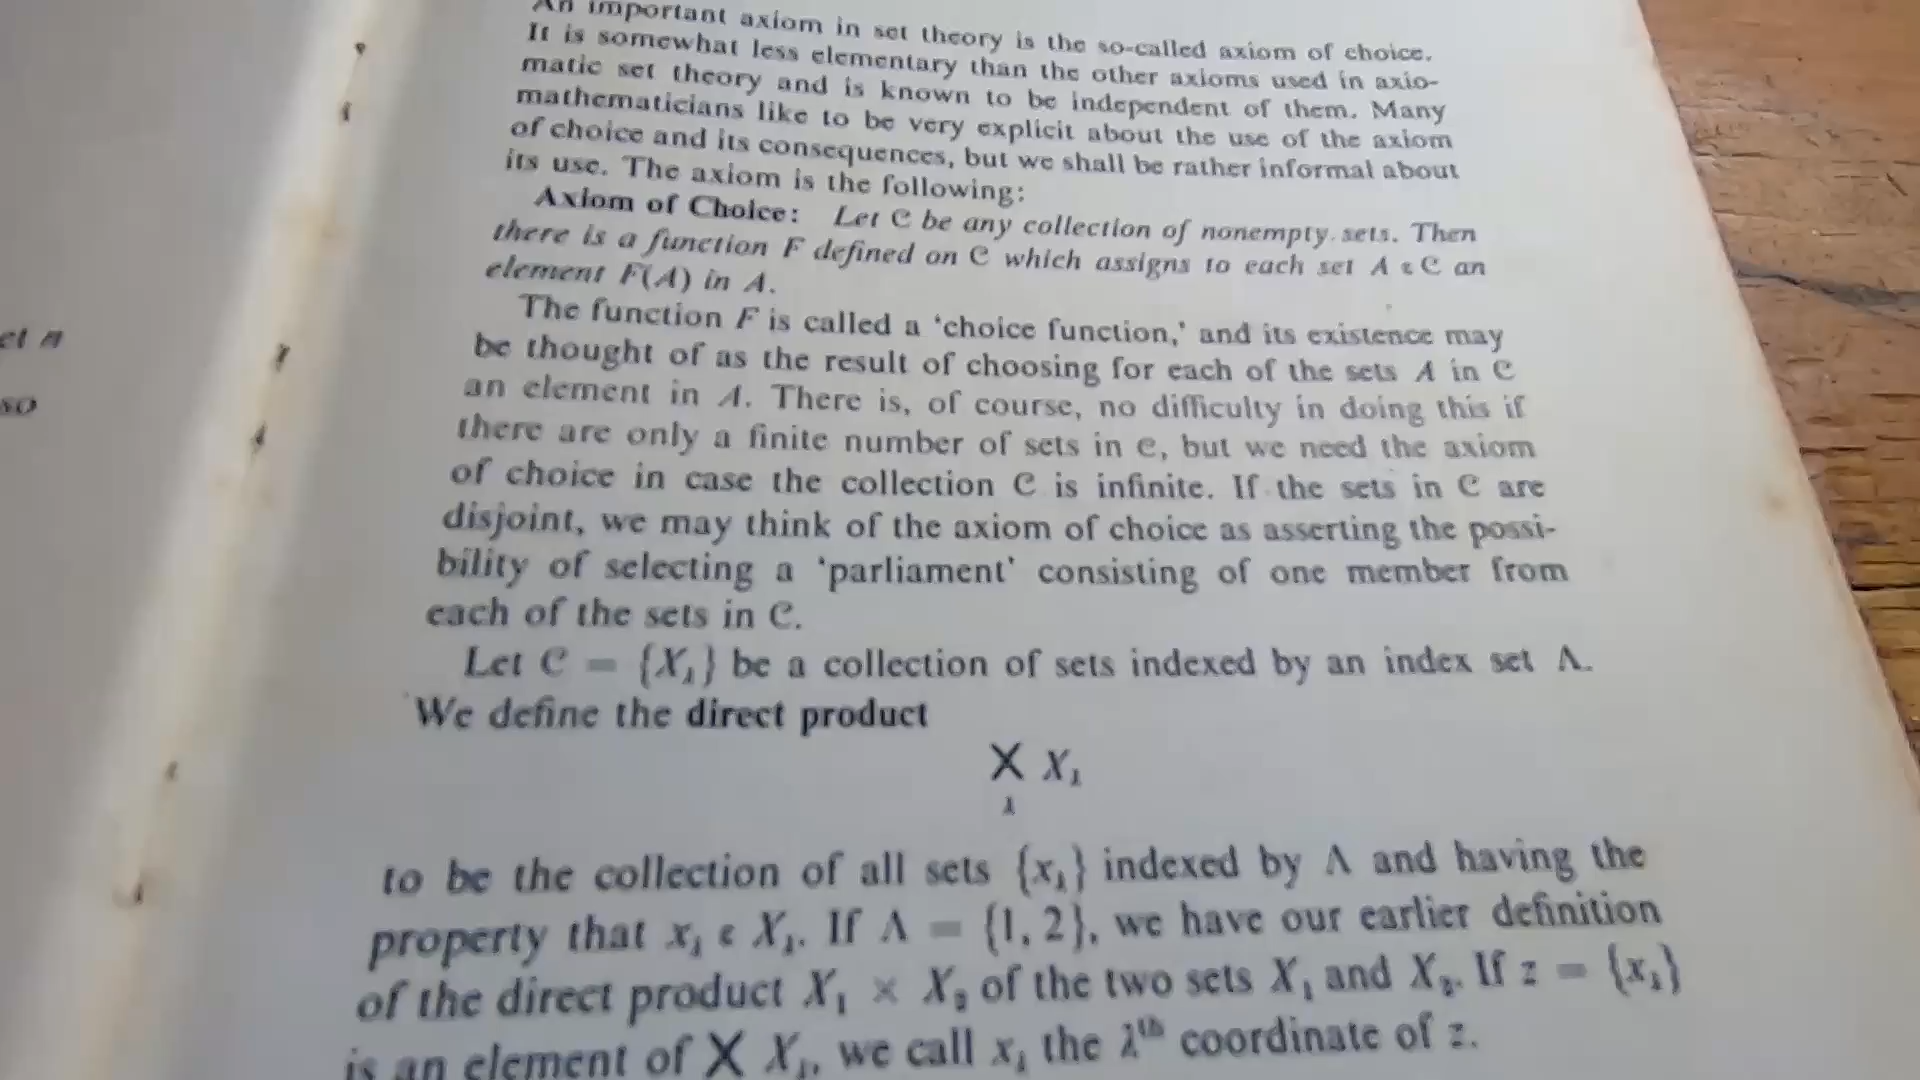 An important axiom in set theory is the so-called axiom of choice.
It is somewhat less elementary than the other axioms used in axio-
matic set theory and is known to be independent of them. Many
mathematicians like to be very explicit about the use of the axiom
of choice and its consequences, but we shall be rather informal about
its use. The axiom is the following:
Axiom of Choice: Let C be any collection of nonempty sets. Then
there is a function F defined on C which assigns to each set A ε C an
element F(A) in A.
The function F is called a 'choice function,' and its existence may
be thought of as the result of choosing for each of the sets A in C
an element in A. There is, of course, no difficulty in doing this if
there are only a finite number of sets in C, but we need the axiom
of choice in case the collection C is infinite. If the sets in C are
disjoint, we may think of the axiom of choice as asserting the possi-
bility of selecting a 'parliament' consisting of one member from
each of the sets in C.
Let C = {X_λ} be a collection of sets indexed by an index set Λ.
We define the direct product
X X_λ
λ
to be the collection of all sets {x_λ} indexed by Λ and having the
property that x_λ ε X_λ. If Λ = {1, 2}, we have our earlier definition
of the direct product X₁ × X₂ of the two sets X₁ and X₂. If z = {x_λ}
is an element of X X_λ, we call x_λ the λth coordinate of z.
so